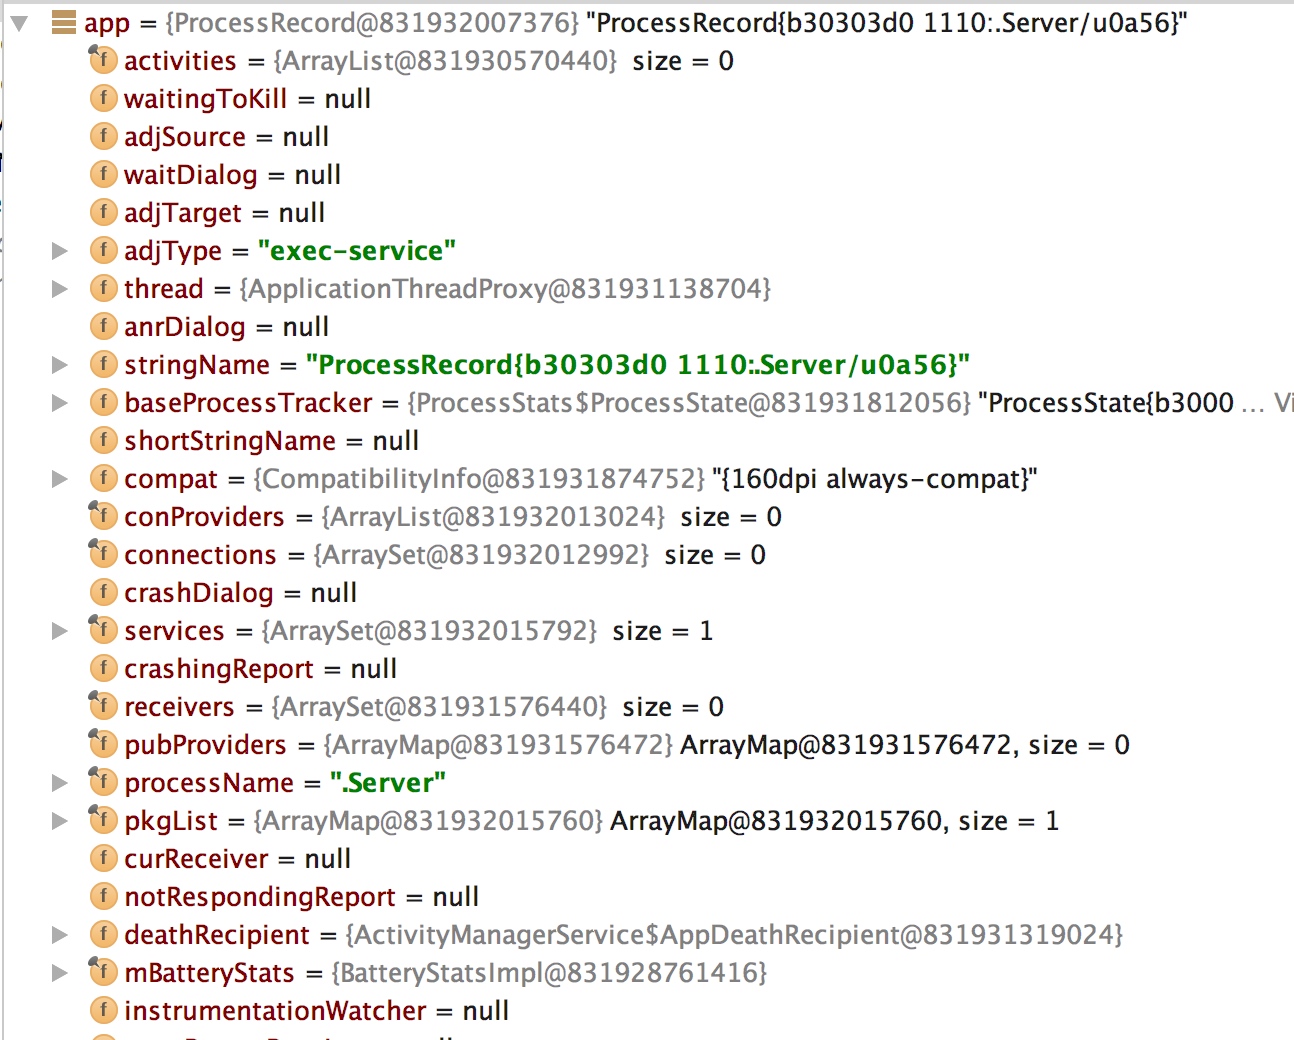 app = {ProcessRecord@831932007376} "ProcessRecord{b30303d0 1110:.Server/u0a56}"
f activities = {ArrayList@831930570440} size = 0
f waitingToKill = null
f adjSource = null
f waitDialog = null
f adjTarget = null
f adjType = "exec-service"
f thread = {ApplicationThreadProxy@831931138704}
f anrDialog = null
f stringName = "ProcessRecord{b30303d0 1110:.Server/u0a56}"
f baseProcessTracker = {ProcessStats$ProcessState@831931812056} "ProcessState{b3000 ... Vi
f shortStringName = null
f compat = {CompatibilityInfo@831931874752} "{160dpi always-compat}"
f conProviders = {ArrayList@831932013024} size = 0
f connections = {ArraySet@831932012992} size = 0
f crashDialog = null
f services = {ArraySet@831932015792} size = 1
f crashingReport = null
f receivers = {ArraySet@831931576440} size = 0
f pubProviders = {ArrayMap@831931576472} ArrayMap@831931576472, size = 0
f processName = ".Server"
f pkgList = {ArrayMap@831932015760} ArrayMap@831932015760, size = 1
f curReceiver = null
f notRespondingReport = null
f deathRecipient = {ActivityManagerService$AppDeathRecipient@831931319024}
f mBatteryStats = {BatteryStatsImpl@831928761416}
f instrumentationWatcher = null